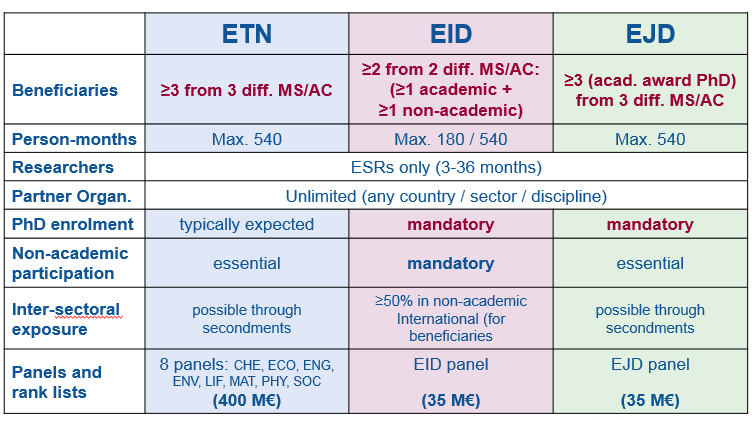 ETN EID EJD
Beneficiaries
≥3 from 3 diff. MS/AC
≥2 from 2 diff. MS/AC:
(≥1 academic +
≥1 non-academic)
≥3 (acad. award PhD)
from 3 diff. MS/AC
Person-months Max. 540 Max. 180 / 540 Max. 540
Researchers ESRs only (3-36 months)
Partner Organ. Unlimited (any country / sector / discipline)
PhD enrolment typically expected mandatory mandatory
Non-academic
participation
essential mandatory essential
Inter-sectoral
exposure
possible through
secondments
≥50% in non-academic
International (for
beneficiaries
possible through
secondments
Panels and
rank lists
8 panels: CHE, ECO, ENG,
ENV, LIF, MAT, PHY, SOC
(400 M€)
EID panel
(35 M€)
EJD panel
(35 M€)